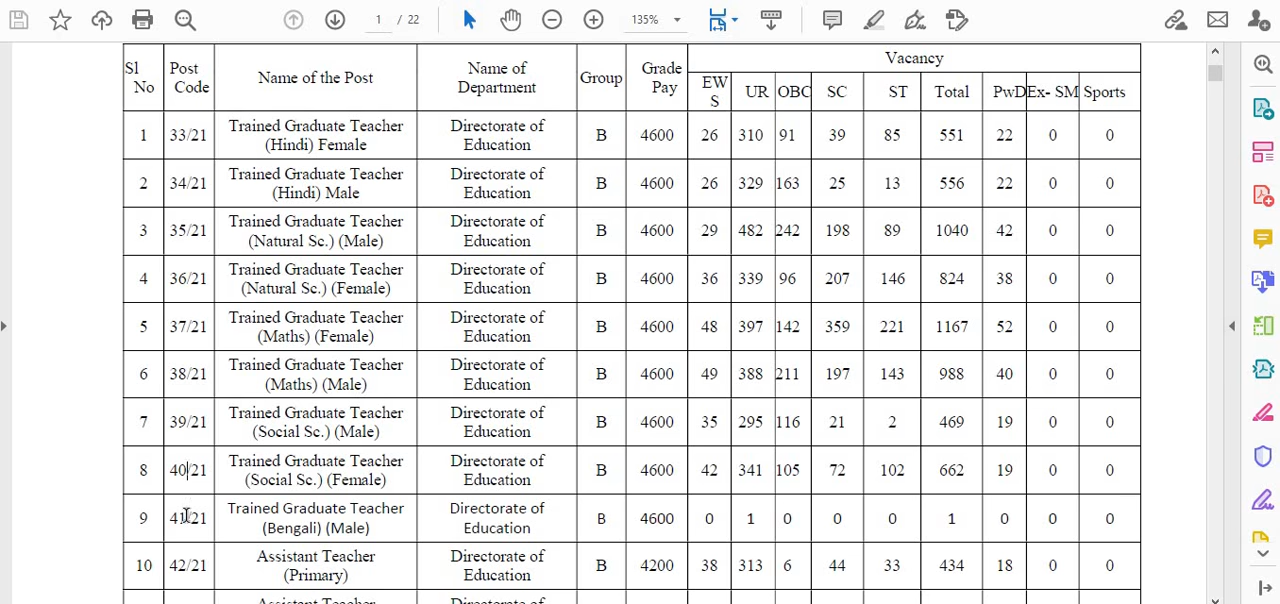 1 / 22 135%
Vacancy
Sl No Post Code Name of the Post Name of Department Group Grade Pay EWS UR OBC SC ST Total PwD Ex- SM Sports
1 33/21 Trained Graduate Teacher (Hindi) Female Directorate of Education B 4600 26 310 91 39 85 551 22 0 0
2 34/21 Trained Graduate Teacher (Hindi) Male Directorate of Education B 4600 26 329 163 25 13 556 22 0 0
3 35/21 Trained Graduate Teacher (Natural Sc.) (Male) Directorate of Education B 4600 29 482 242 198 89 1040 42 0 0
4 36/21 Trained Graduate Teacher (Natural Sc.) (Female) Directorate of Education B 4600 36 339 96 207 146 824 38 0 0
5 37/21 Trained Graduate Teacher (Maths) (Female) Directorate of Education B 4600 48 397 142 359 221 1167 52 0 0
6 38/21 Trained Graduate Teacher (Maths) (Male) Directorate of Education B 4600 49 388 211 197 143 988 40 0 0
7 39/21 Trained Graduate Teacher (Social Sc.) (Male) Directorate of Education B 4600 35 295 116 21 2 469 19 0 0
8 40/21 Trained Graduate Teacher (Social Sc.) (Female) Directorate of Education B 4600 42 341 105 72 102 662 19 0 0
9 41/21 Trained Graduate Teacher (Bengali) (Male) Directorate of Education B 4600 0 1 0 0 0 1 0 0 0
10 42/21 Assistant Teacher (Primary) Directorate of Education B 4200 38 313 6 44 33 434 18 0 0
Assistant Teacher Directorate of